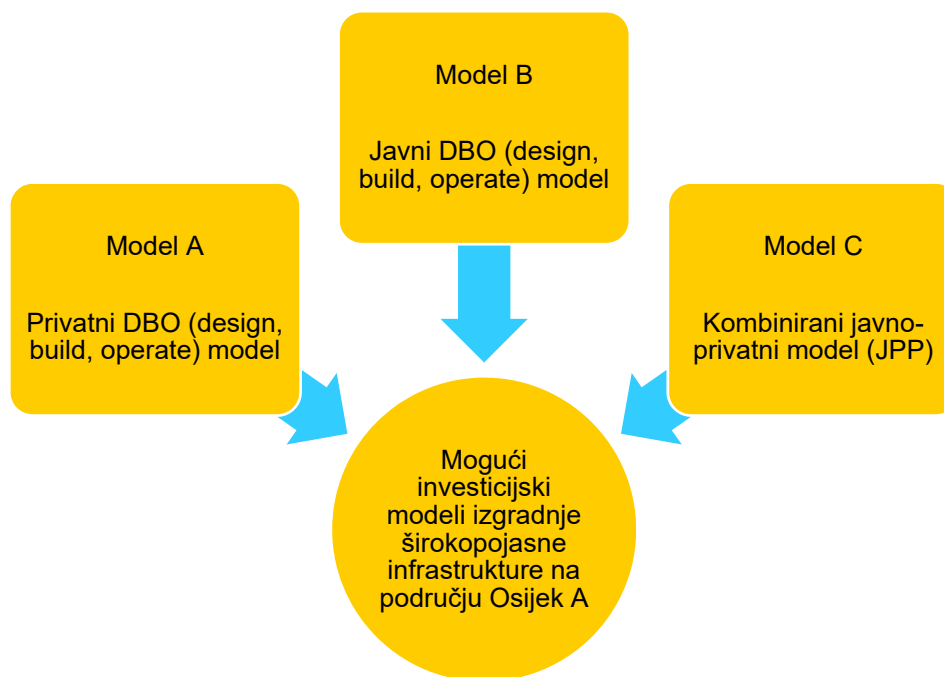 Model A
Privatni DBO (design,
build, operate) model
Model B
Javni DBO (design,
build, operate) model
Model C
Kombinirani javno-
privatni model (JPP)
Mogući
investicijski
modeli izgradnje
širokopojasne
infrastrukture na
području Osijek A